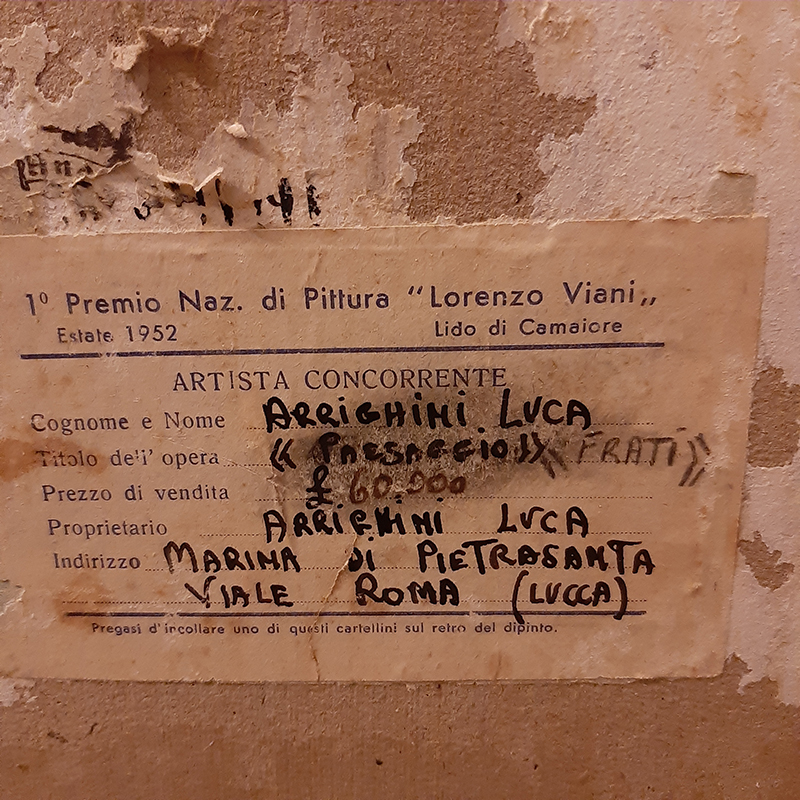 1º Premio Naz. di Pittura "Lorenzo Viani„
Estate 1952 Lido di Camaiore
ARTISTA CONCORRENTE
Cognome e Nome ARRIGHINI LUCA
Titolo dell'opera « PAESAGGIO» «FRATI»
Prezzo di vendita £ 60.000
Proprietario ARRIGHINI LUCA
Indirizzo MARINA Di PIETRASANTA
VIALE ROMA (LUCCA)
Pregasi d'incollare uno di questi cartellini sul retro del dipinto.